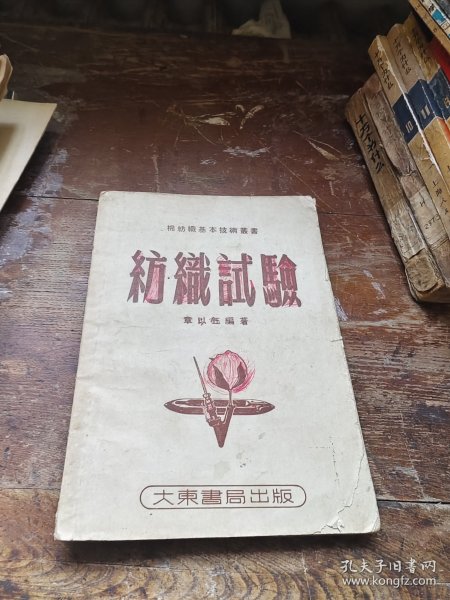 棉紡織基本技術叢書
紡織試驗
章以鈺編著
大東書局出版
孔夫子旧书网
www.kongfz.com